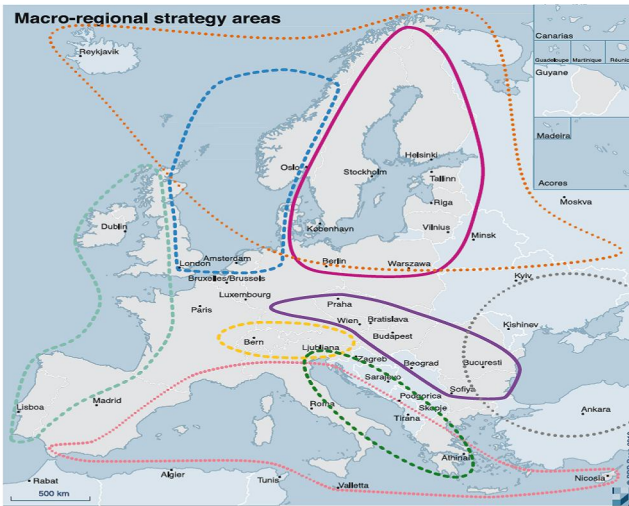 Macro-regional strategy areas
Canarias
Guadeloupe Martinique
Guyane
Madeira
Acores
Reykjavik
Oslo
Helsinki
Stockholm
Tallinn
Riga
Moskva
Dublin
København
Vilnius
Minsk
London
Amsterdam
Berlin
Warszawa
Bruxelles/Brussels
Kyiv
Luxembourg
Praha
Paris
Wien
Bratislava
Kishinev
Budapest
Bern
Ljubljana
Zagreb
Beograd
Bucuresti
Sarajevo
Lisboa
Madrid
Roma
Podgorica
Sofiya
Skopje
Tirana
Ankara
Athinai
Rabat
Algier
Tunis
Valletta
Nicosia
500 km